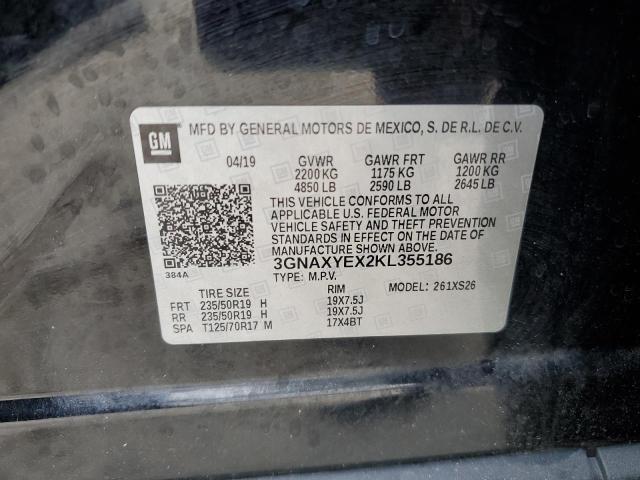 GM
MFD BY GENERAL MOTORS DE MEXICO, S. DE R.L. DE C.V.
04/19 GVWR GAWR FRT GAWR RR
2200 KG 1175 KG 1200 KG
4850 LB 2590 LB 2645 LB
THIS VEHICLE CONFORMS TO ALL
APPLICABLE U.S. FEDERAL MOTOR
VEHICLE SAFETY AND THEFT PREVENTION
STANDARDS IN EFFECT ON THE DATE OF
MANUFACTURE SHOWN ABOVE.
3GNAXYEX2KL355186
384A
TYPE: M.P.V.
TIRE SIZE RIM MODEL: 261XS26
FRT 235/50R19 H 19X7.5J
RR 235/50R19 H 19X7.5J
SPA T125/70R17 M 17X4BT